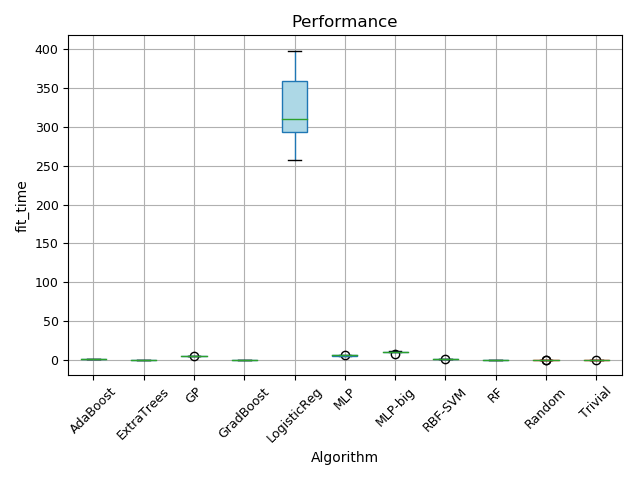 Performance
400
350
300
250
200
150
100
50
0
fit_time
AdaBoost
ExtraTrees
GP
GradBoost
LogisticReg
MLP
MLP-big
RBF-SVM
RF
Random
Trivial
Algorithm